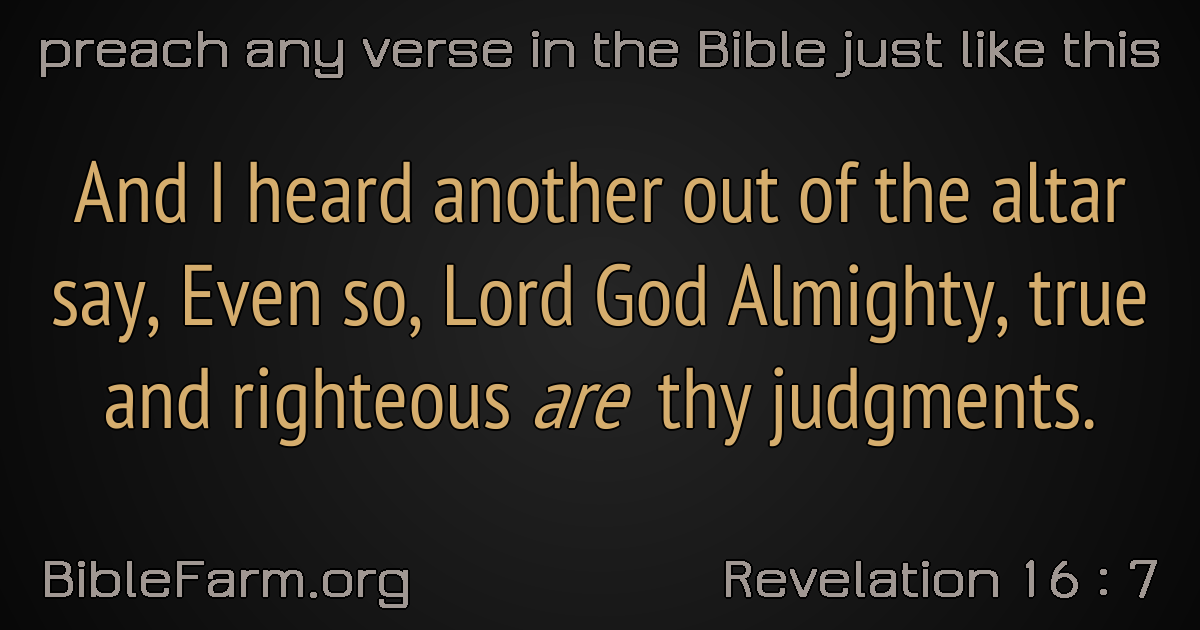 preach any verse in the Bible just like this
And I heard another out of the altar
say, Even so, Lord God Almighty, true
and righteous are thy judgments.
BibleFarm.org
Revelation 16 : 7